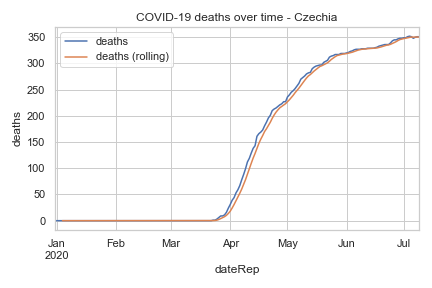 COVID-19 deaths over time - Czechia
deaths
deaths (rolling)
350
300
250
200
150
100
50
0
deaths
Jan Feb Mar Apr May Jun Jul
2020
dateRep